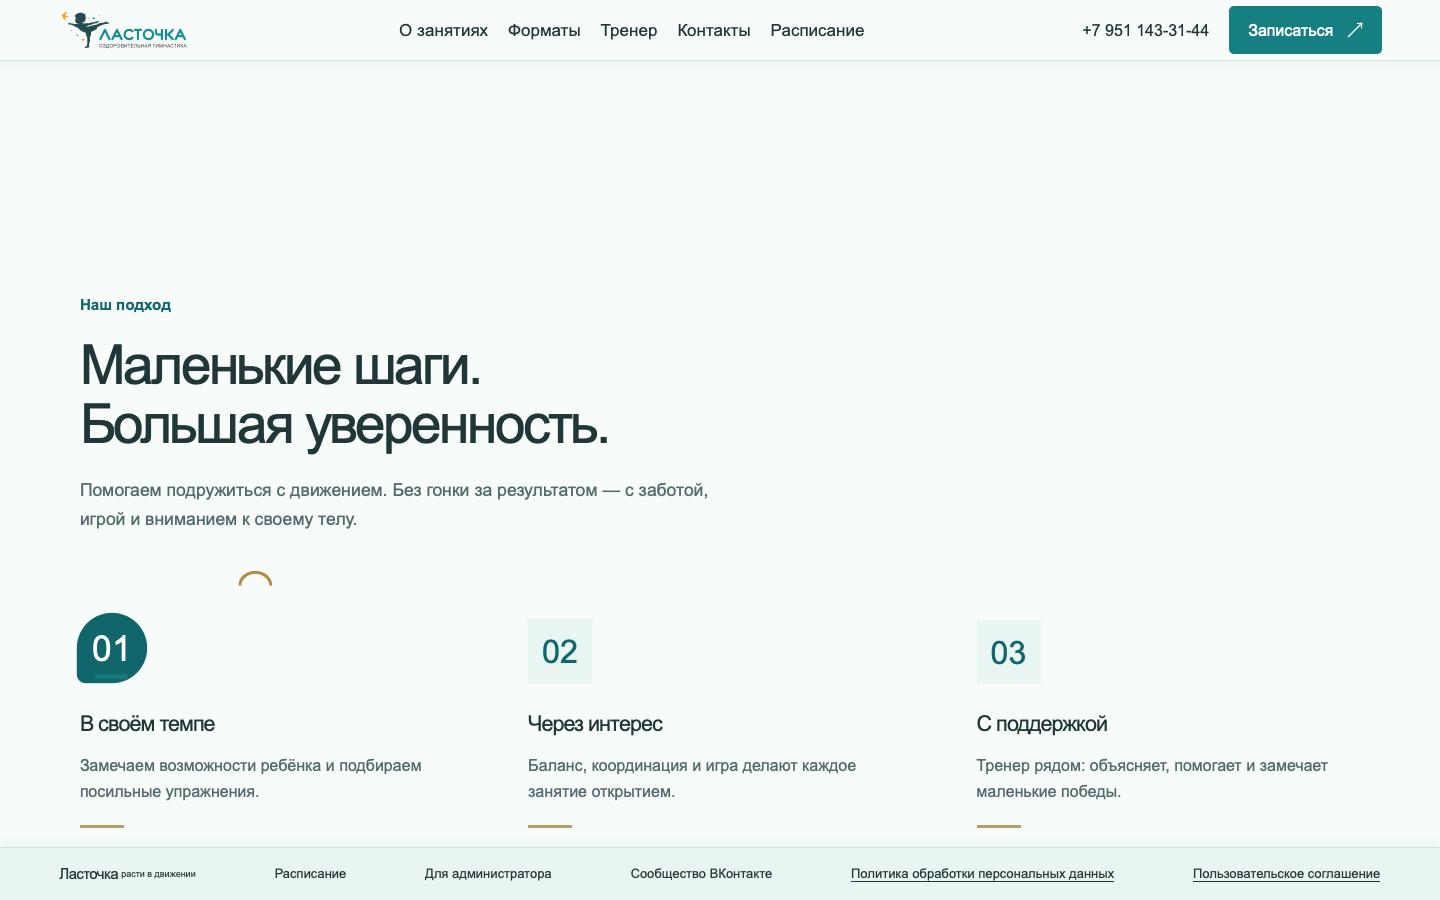 ЛАСТОЧКА
ОЗДОРОВИТЕЛЬНАЯ ГИМНАСТИКА
О занятиях
Форматы
Тренер
Контакты
Расписание
+7 951 143-31-44
Записаться
Наш подход
Маленькие шаги.
Большая уверенность.
Помогаем подружиться с движением. Без гонки за результатом — с заботой,
игрой и вниманием к своему телу.
01
В своём темпе
Замечаем возможности ребёнка и подбираем
посильные упражнения.
02
Через интерес
Баланс, координация и игра делают каждое
занятие открытием.
03
С поддержкой
Тренер рядом: объясняет, помогает и замечает
маленькие победы.
Ласточка расти в движении
Расписание
Для администратора
Сообщество ВКонтакте
Политика обработки персональных данных
Пользовательское соглашение